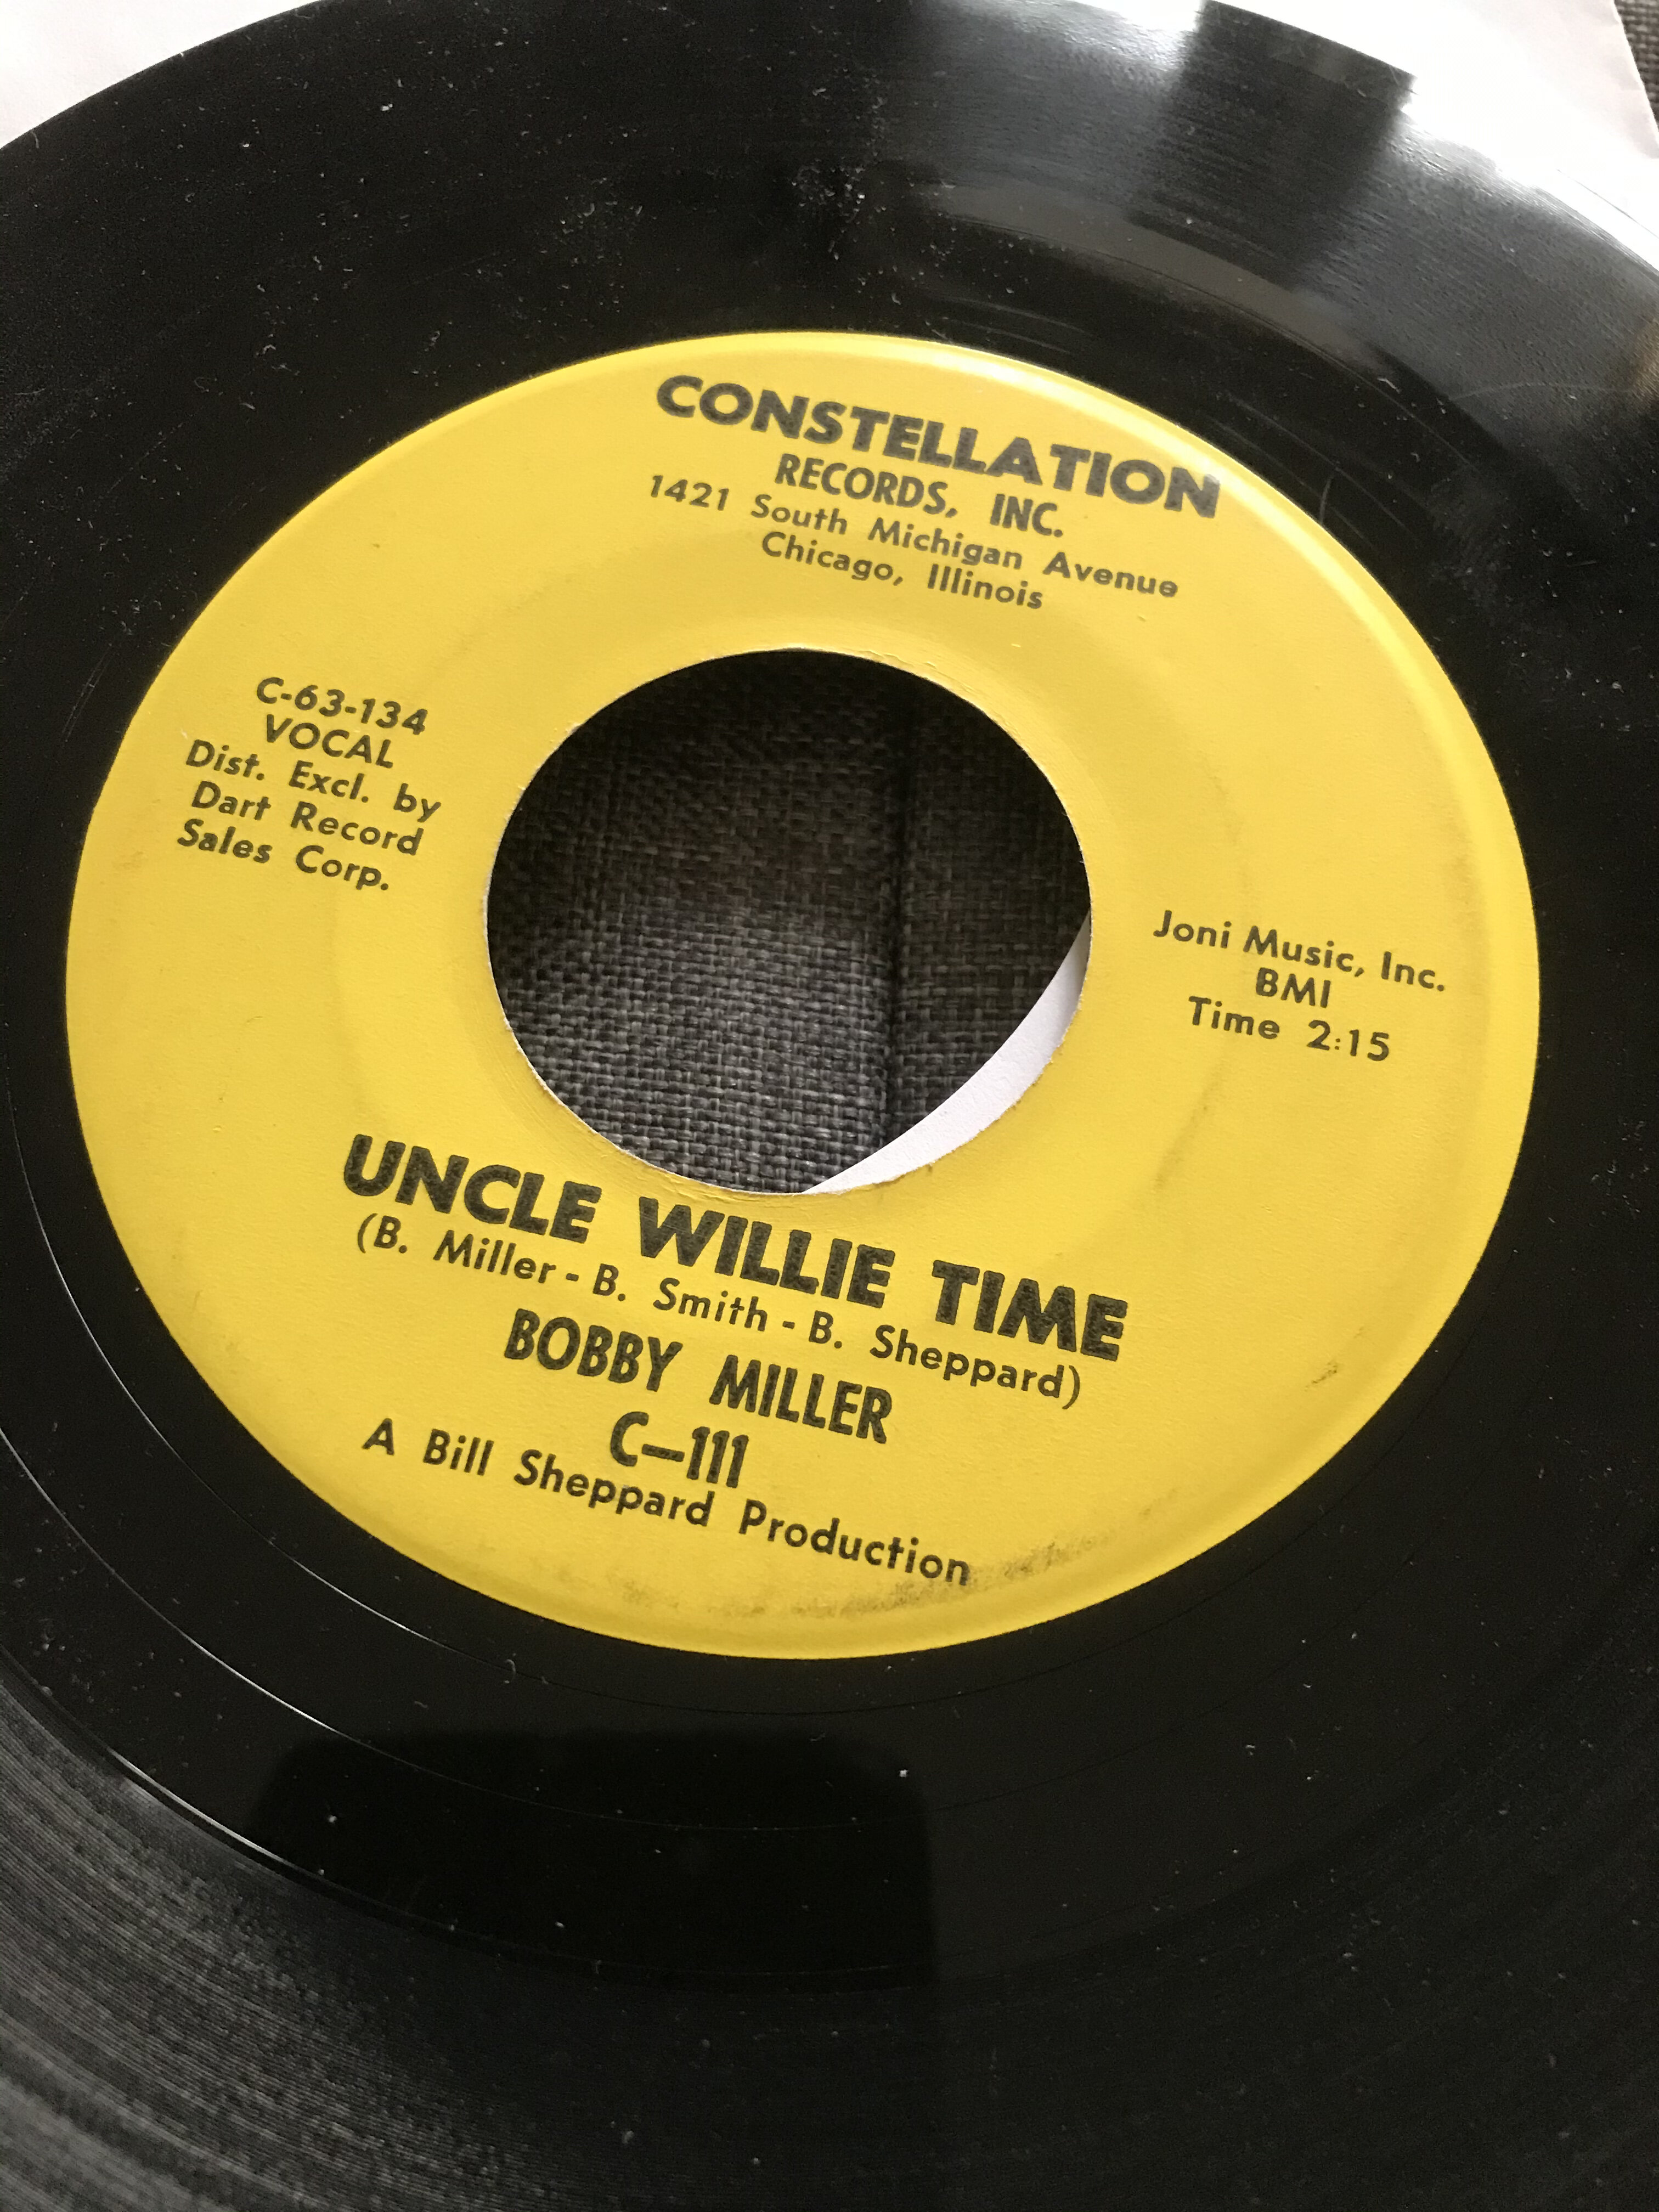 CONSTELLATION
RECORDS, INC.
1421 South Michigan Avenue
Chicago, Illinois
C-63-134
VOCAL
Dist. Excl. by
Dart Record
Sales Corp.
Joni Music, Inc.
BMI
Time 2:15
UNCLE WILLIE TIME
(B. Miller - B. Smith - B. Sheppard)
BOBBY MILLER
C—111
A Bill Sheppard Production